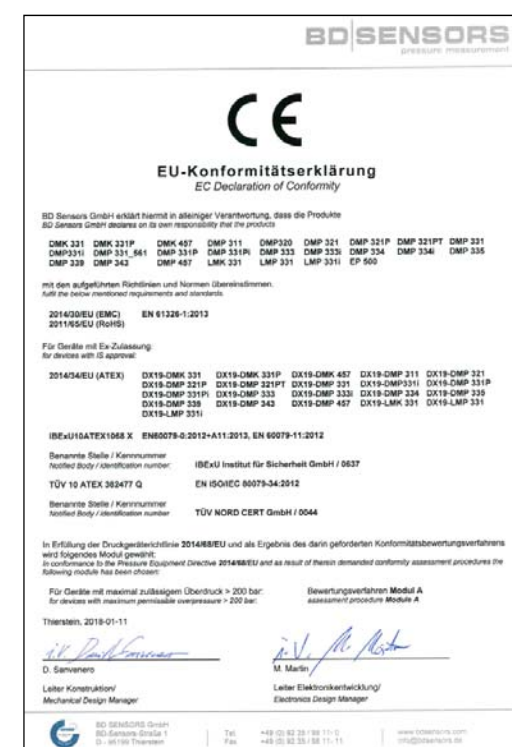 BD|SENSORS
pressure measurement
CE
EU-Konformitätserklärung
EC Declaration of Conformity
BD Sensors GmbH erklärt hiermit in alleiniger Verantwortung, dass die Produkte
BD Sensors GmbH declares on its own responsibility that the products
DMK 331 DMK 331P DMK 457 DMP 311 DMP320 DMP 321 DMP 321P DMP 321PT DMP 331
DMP331i DMP 331_561 DMP 331P DMP 331Pi DMP 333 DMP 333i DMP 334 DMP 334i DMP 335
DMP 339 DMP 343 DMP 457 LMK 331 LMP 331 LMP 331i EP 500
mit den aufgeführten Richtlinien und Normen übereinstimmen.
fulfil the below mentioned requirements and standards.
2014/30/EU (EMC) EN 61326-1:2013
2011/65/EU (RoHS)
Für Geräte mit Ex-Zulassung:
for devices with IS approval:
2014/34/EU (ATEX) DX19-DMK 331 DX19-DMK 331P DX19-DMK 457 DX19-DMP 311 DX19-DMP 321
DX19-DMP 321P DX19-DMP 321PT DX19-DMP 331 DX19-DMP331i DX19-DMP 331P
DX19-DMP 331Pi DX19-DMP 333 DX19-DMP 333i DX19-DMP 334 DX19-DMP 335
DX19-DMP 339 DX19-DMP 343 DX19-DMP 457 DX19-LMK 331 DX19-LMP 331
DX19-LMP 331i
IBExU10ATEX1068 X EN60079-0:2012+A11:2013, EN 60079-11:2012
Benannte Stelle / Kennnummer
Notified Body / identification number: IBExU Institut für Sicherheit GmbH / 0637
TÜV 10 ATEX 382477 Q EN ISO/IEC 80079-34:2012
Benannte Stelle / Kennnummer
Notified Body / identification number TÜV NORD CERT GmbH / 0044
In Erfüllung der Druckgeräterichtlinie 2014/68/EU und als Ergebnis des darin geforderten Konformitätsbewertungsverfahrens
wird folgendes Modul gewählt:
In conformance to the Pressure Equipment Directive 2014/68/EU and as result of therein demanded conformity assessment procedures the
following module has been chosen:
Für Geräte mit maximal zulässigem Überdruck > 200 bar: Bewertungsverfahren Modul A
for devices with maximum permissible overpressure > 200 bar: assessment procedure Module A
Thierstein, 2018-01-11
D. Sanvenero M. Martin
Leiter Konstruktion/ Leiter Elektronikentwicklung/
Mechanical Design Manager Electronics Design Manager
BD SENSORS GmbH
BD-Sensors-Straße 1 Tel. +49 (0) 92 35 / 98 11- 0 www.bdsensors.com
D - 95199 Thierstein Fax +49 (0) 92 35 / 98 11- 11 info@bdsensors.de